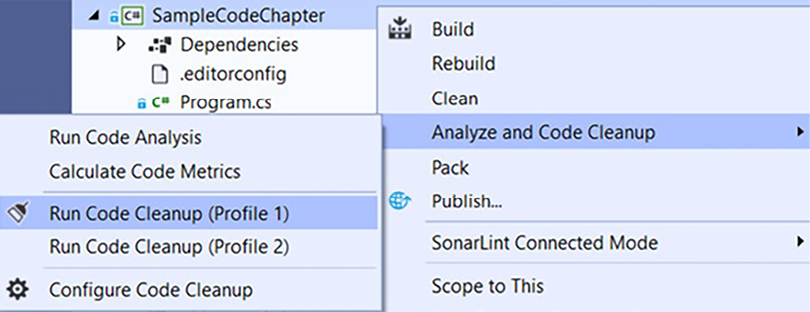 C# SampleCodeChapter
Dependencies
.editorconfig
C# Program.cs
Build
Rebuild
Clean
Analyze and Code Cleanup
Pack
Publish...
SonarLint Connected Mode
Scope to This
Run Code Analysis
Calculate Code Metrics
Run Code Cleanup (Profile 1)
Run Code Cleanup (Profile 2)
Configure Code Cleanup